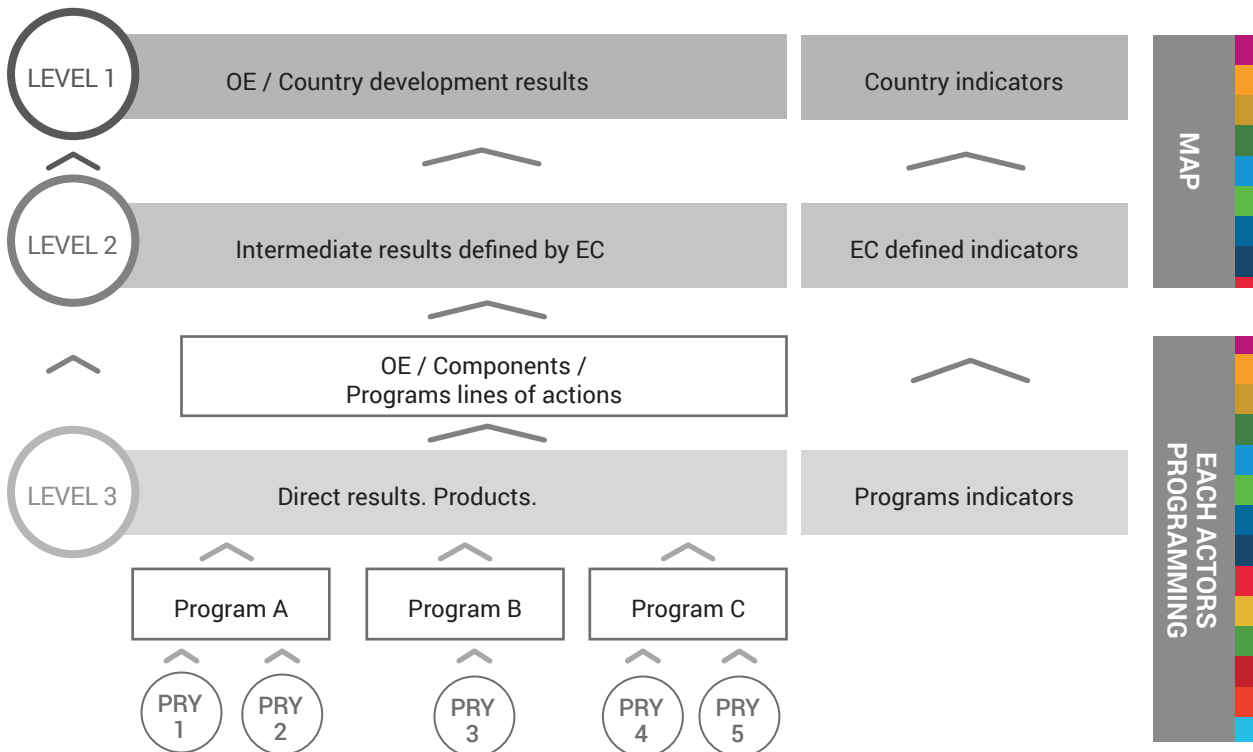 LEVEL 1
OE / Country development results
Country indicators
MAP
LEVEL 2
Intermediate results defined by EC
EC defined indicators
OE / Components /
Programs lines of actions
LEVEL 3
Direct results. Products.
Programs indicators
EACH ACTORS
PROGRAMMING
Program A
Program B
Program C
PRY
1
PRY
2
PRY
3
PRY
4
PRY
5